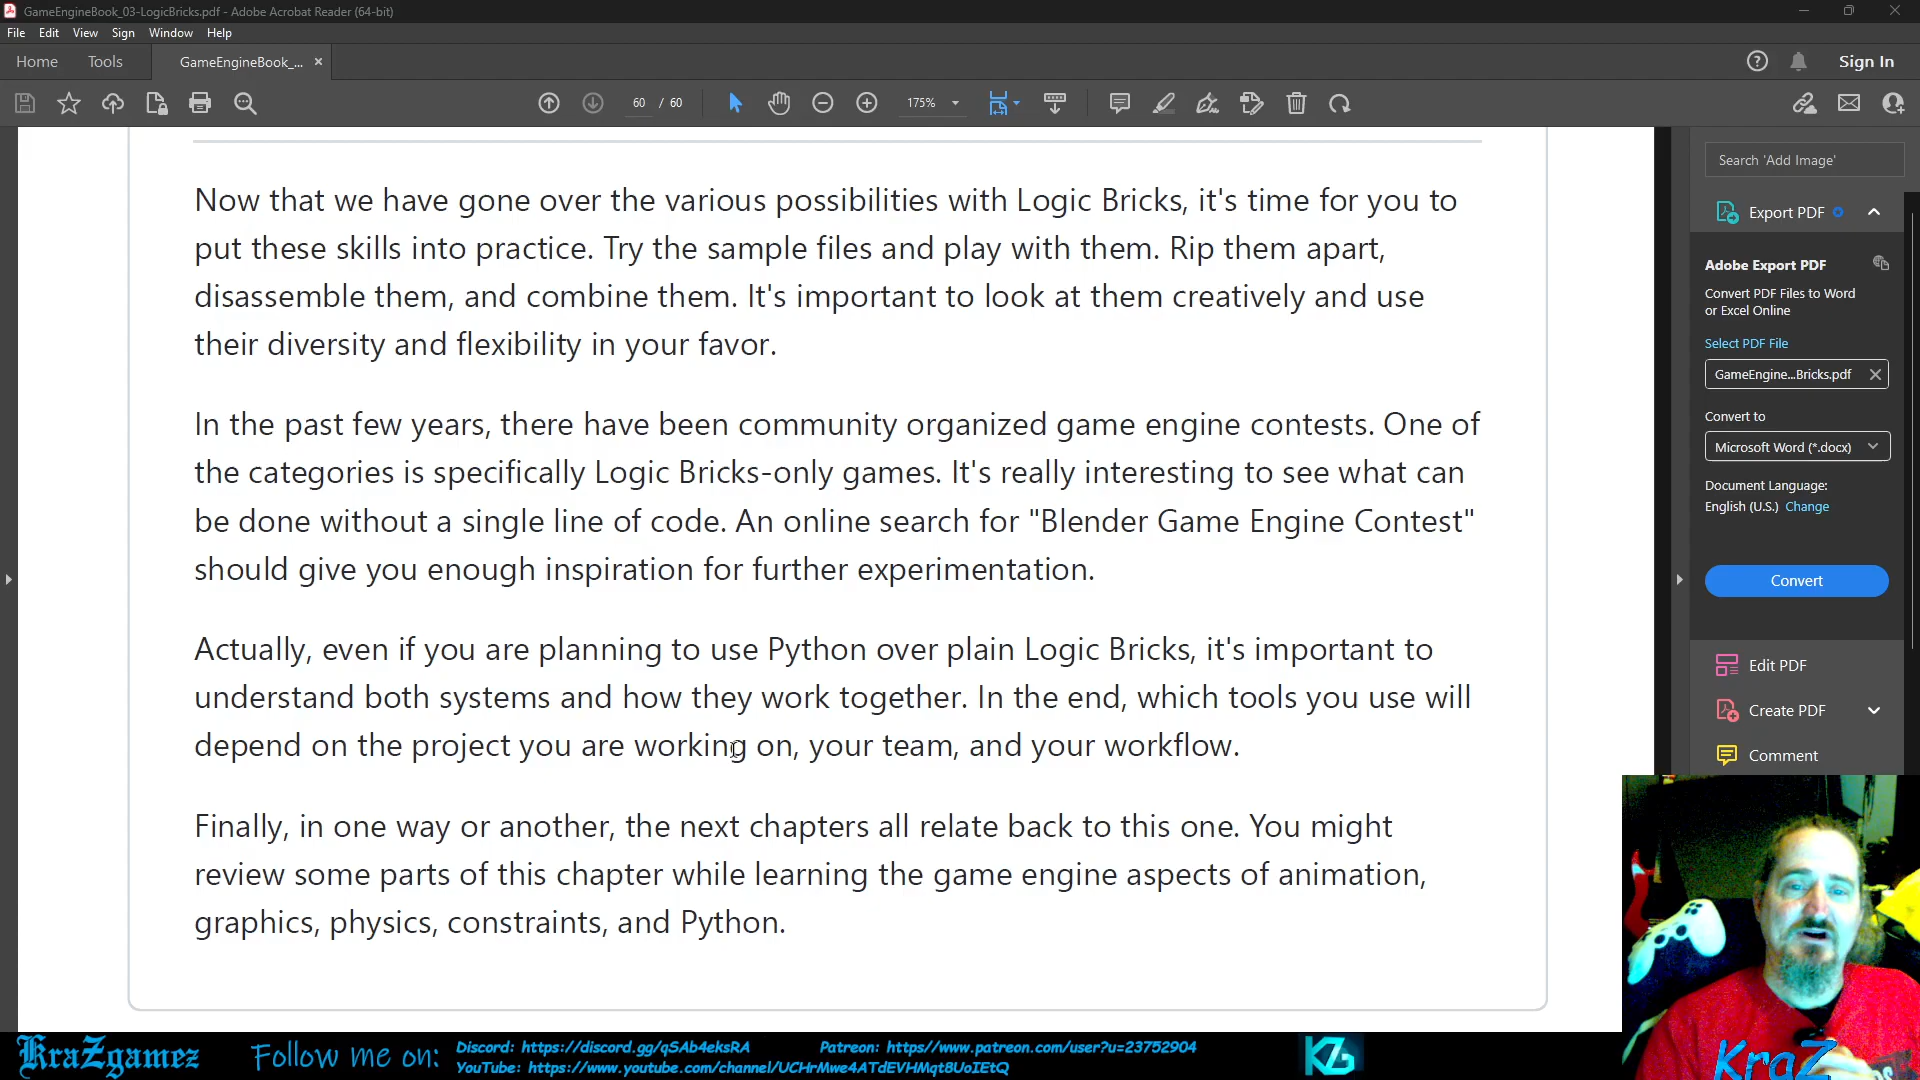 GameEngineBook_03-LogicBricks.pdf - Adobe Acrobat Reader (64-bit)
File Edit View Sign Window Help
Home Tools GameEngineBook_... × Sign In
60 / 60 175%
Search 'Add Image'
Export PDF
Adobe Export PDF
Convert PDF Files to Word
or Excel Online
Select PDF File
GameEngine...Bricks.pdf
Convert to
Microsoft Word (*.docx)
Document Language:
English (U.S.) Change
Convert
Edit PDF
Create PDF
Comment
Now that we have gone over the various possibilities with Logic Bricks, it's time for you to
put these skills into practice. Try the sample files and play with them. Rip them apart,
disassemble them, and combine them. It's important to look at them creatively and use
their diversity and flexibility in your favor.
In the past few years, there have been community organized game engine contests. One of
the categories is specifically Logic Bricks-only games. It's really interesting to see what can
be done without a single line of code. An online search for "Blender Game Engine Contest"
should give you enough inspiration for further experimentation.
Actually, even if you are planning to use Python over plain Logic Bricks, it's important to
understand both systems and how they work together. In the end, which tools you use will
depend on the project you are working on, your team, and your workflow.
Finally, in one way or another, the next chapters all relate back to this one. You might
review some parts of this chapter while learning the game engine aspects of animation,
graphics, physics, constraints, and Python.
KraZgamez Follow me on:
Discord: https://discord.gg/qSAb4eksRA Patreon: https//www.patreon.com/user?u=23752904
YouTube: https://www.youtube.com/channel/UCHrMwe4ATdEVHMqt8UoIEtQ
KZ
KraZ